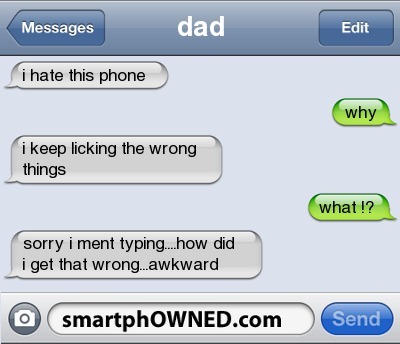 Messages
dad
Edit
i hate this phone
why
i keep licking the wrong
things
what !?
sorry i ment typing....how did
i get that wrong...awkward
smartphOWNED.com
Send